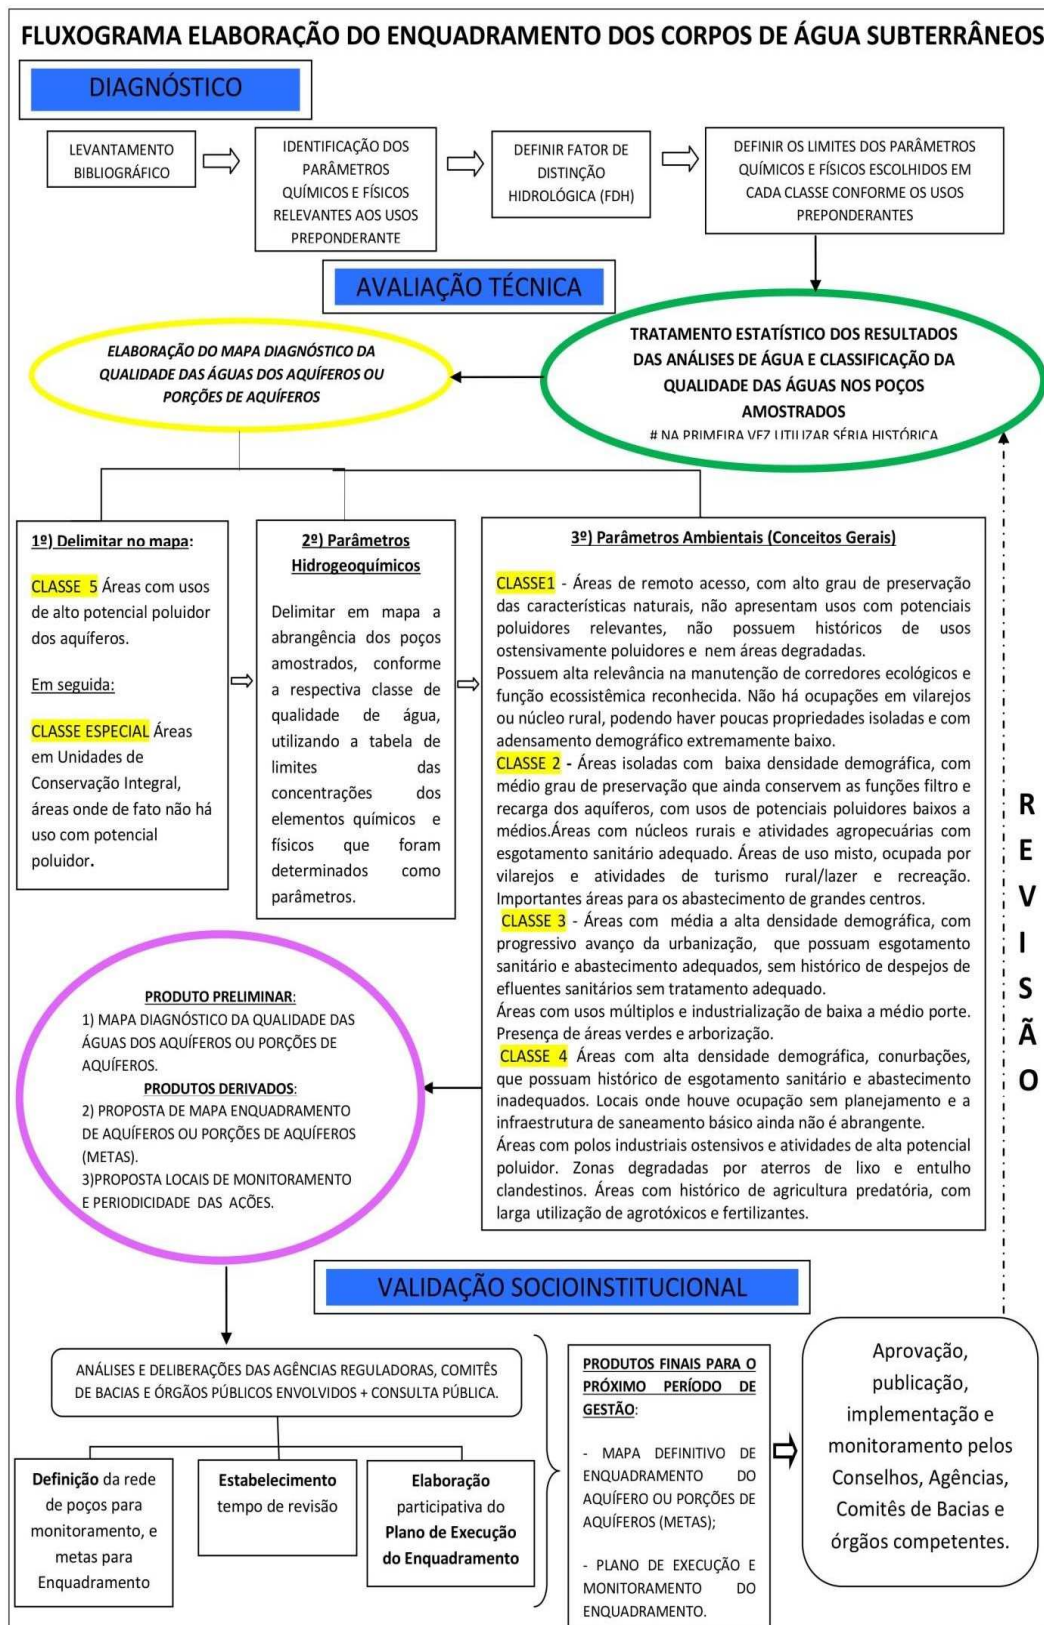 FLUXOGRAMA ELABORAÇÃO DO ENQUADRAMENTO DOS CORPOS DE ÁGUA SUBTERRÂNEOS
DIAGNÓSTICO
LEVANTAMENTO
BIBLIOGRÁFICO
IDENTIFICAÇÃO DOS
PARÂMETROS
QUÍMICOS E FÍSICOS
RELEVANTES AOS USOS
PREPONDERANTE
DEFINIR FATOR DE
DISTINÇÃO
HIDROLÓGICA (FDH)
DEFINIR OS LIMITES DOS PARÂMETROS
QUÍMICOS E FÍSICOS ESCOLHIDOS EM
CADA CLASSE CONFORME OS USOS
PREPONDERANTES
AVALIAÇÃO TÉCNICA
ELABORAÇÃO DO MAPA DIAGNÓSTICO DA
QUALIDADE DAS ÁGUAS DOS AQUÍFEROS OU
PORÇÕES DE AQUÍFEROS
TRATAMENTO ESTATÍSTICO DOS RESULTADOS
DAS ANÁLISES DE ÁGUA E CLASSIFICAÇÃO DA
QUALIDADE DAS ÁGUAS NOS POÇOS
AMOSTRADOS
# NA PRIMEIRA VEZ UTILIZAR SÉRIA HISTÓRICA
1º) Delimitar no mapa:
CLASSE 5 Áreas com usos
de alto potencial poluidor
dos aquíferos.
Em seguida:
CLASSE ESPECIAL Áreas
em Unidades de
Conservação Integral,
áreas onde de fato não há
uso com potencial
poluidor.
2º) Parâmetros
Hidrogeoquímicos
Delimitar em mapa a
abrangência dos poços
amostrados, conforme
a respectiva classe de
qualidade de água,
utilizando a tabela de
limites das
concentrações dos
elementos químicos e
físicos que foram
determinados como
parâmetros.
3º) Parâmetros Ambientais (Conceitos Gerais)
CLASSE1 - Áreas de remoto acesso, com alto grau de preservação
das características naturais, não apresentam usos com potenciais
poluidores relevantes, não possuem históricos de usos
ostensivamente poluidores e nem áreas degradadas.
Possuem alta relevância na manutenção de corredores ecológicos e
função ecossistêmica reconhecida. Não há ocupações em vilarejos
ou núcleo rural, podendo haver poucas propriedades isoladas e com
adensamento demográfico extremamente baixo.
CLASSE 2 - Áreas isoladas com baixa densidade demográfica, com
médio grau de preservação que ainda conservem as funções filtro e
recarga dos aquíferos, com usos de potenciais poluidores baixos a
médios.Áreas com núcleos rurais e atividades agropecuárias com
esgotamento sanitário adequado. Áreas de uso misto, ocupada por
vilarejos e atividades de turismo rural/lazer e recreação.
Importantes áreas para os abastecimento de grandes centros.
CLASSE 3 - Áreas com média a alta densidade demográfica, com
progressivo avanço da urbanização, que possuam esgotamento
sanitário e abastecimento adequados, sem histórico de despejos de
efluentes sanitários sem tratamento adequado.
Áreas com usos múltiplos e industrialização de baixa a médio porte.
Presença de áreas verdes e arborização.
CLASSE 4 Áreas com alta densidade demográfica, conurbações,
que possuam histórico de esgotamento sanitário e abastecimento
inadequados. Locais onde houve ocupação sem planejamento e a
infraestrutura de saneamento básico ainda não é abrangente.
Áreas com polos industriais ostensivos e atividades de alta potencial
poluidor. Zonas degradadas por aterros de lixo e entulho
clandestinos. Áreas com histórico de agricultura predatória, com
larga utilização de agrotóxicos e fertilizantes.
R
E
V
I
S
Ã
O
PRODUTO PRELIMINAR:
1) MAPA DIAGNÓSTICO DA QUALIDADE DAS
ÁGUAS DOS AQUÍFEROS OU PORÇÕES DE
AQUÍFEROS.
PRODUTOS DERIVADOS:
2) PROPOSTA DE MAPA ENQUADRAMENTO
DE AQUÍFEROS OU PORÇÕES DE AQUÍFEROS
(METAS).
3)PROPOSTA LOCAIS DE MONITORAMENTO
E PERIODICIDADE DAS AÇÕES.
VALIDAÇÃO SOCIOINSTITUCIONAL
ANÁLISES E DELIBERAÇÕES DAS AGÊNCIAS REGULADORAS, COMITÊS
DE BACIAS E ÓRGÃOS PÚBLICOS ENVOLVIDOS + CONSULTA PÚBLICA.
Definição da rede
de poços para
monitoramento, e
metas para
Enquadramento
Estabelecimento
tempo de revisão
Elaboração
participativa do
Plano de Execução
do Enquadramento
PRODUTOS FINAIS PARA O
PRÓXIMO PERÍODO DE
GESTÃO:
- MAPA DEFINITIVO DE
ENQUADRAMENTO DO
AQUÍFERO OU PORÇÕES DE
AQUÍFEROS (METAS);
- PLANO DE EXECUÇÃO E
MONITORAMENTO DO
ENQUADRAMENTO.
Aprovação,
publicação,
implementação e
monitoramento pelos
Conselhos, Agências,
Comitês de Bacias e
órgãos competentes.